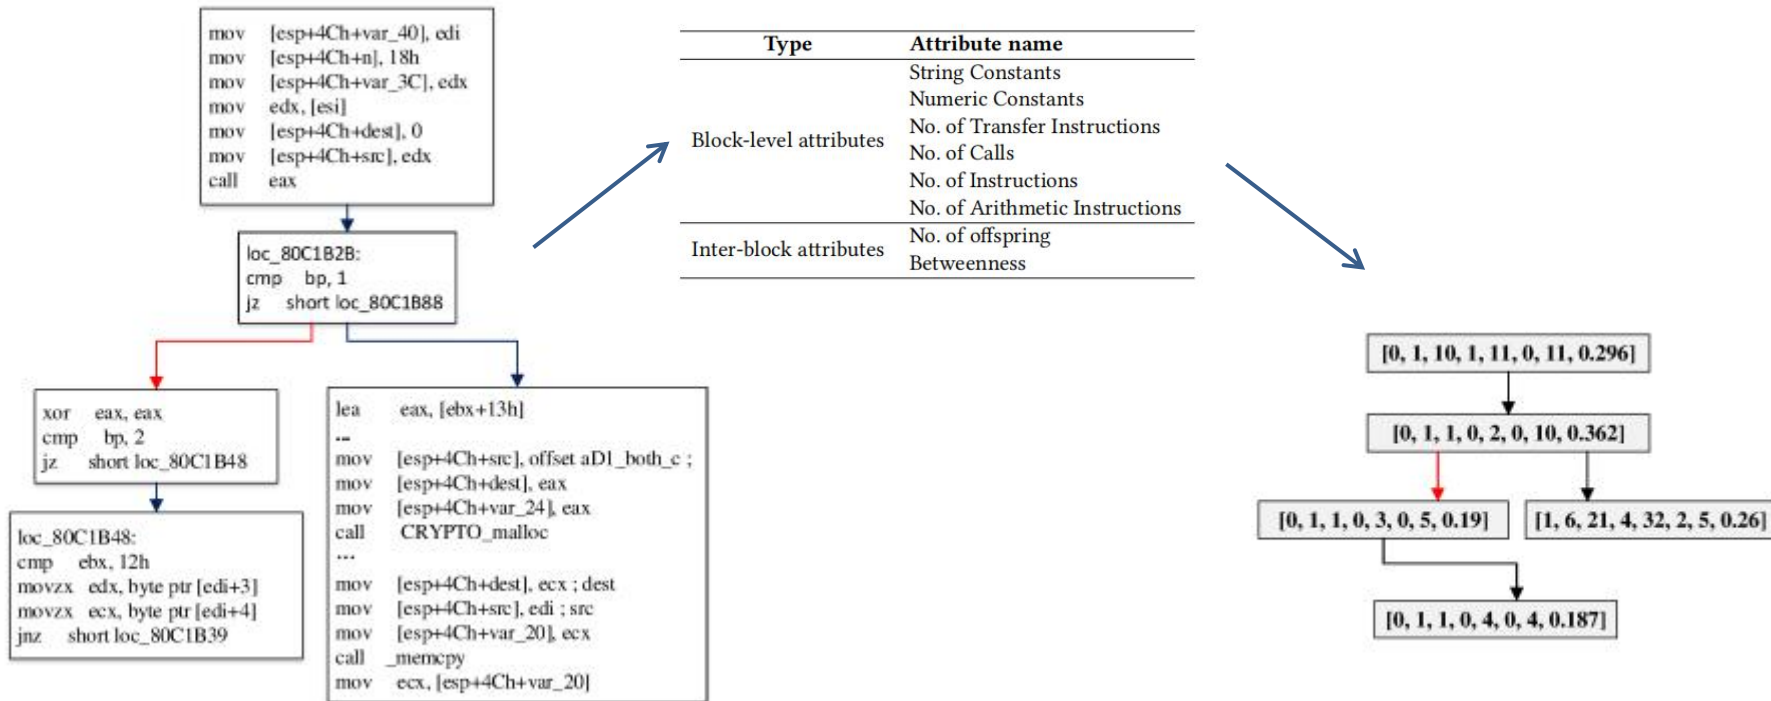 mov [esp+4Ch+var_40], edi
mov [esp+4Ch+n], 18h
mov [esp+4Ch+var_3C], edx
mov edx, [esi]
mov [esp+4Ch+dest], 0
mov [esp+4Ch+src], edx
call eax
loc_80C1B2B:
cmp bp, 1
jz short loc_80C1B88
xor eax, eax
cmp bp, 2
jz short loc_80C1B48
loc_80C1B48:
cmp ebx, 12h
movzx edx, byte ptr [edi+3]
movzx ecx, byte ptr [edi+4]
jnz short loc_80C1B39
lea eax, [ebx+13h]
...
mov [esp+4Ch+src], offset aD1_both_c ;
mov [esp+4Ch+dest], eax
mov [esp+4Ch+var_24], eax
call CRYPTO_malloc
...
mov [esp+4Ch+dest], ecx ; dest
mov [esp+4Ch+src], edi ; src
mov [esp+4Ch+var_20], ecx
call _memcpy
mov ecx, [esp+4Ch+var_20]
Type Attribute name
Block-level attributes
String Constants
Numeric Constants
No. of Transfer Instructions
No. of Calls
No. of Instructions
No. of Arithmetic Instructions
Inter-block attributes
No. of offspring
Betweenness
[0, 1, 10, 1, 11, 0, 11, 0.296]
[0, 1, 1, 0, 2, 0, 10, 0.362]
[0, 1, 1, 0, 3, 0, 5, 0.19]
[1, 6, 21, 4, 32, 2, 5, 0.26]
[0, 1, 1, 0, 4, 0, 4, 0.187]